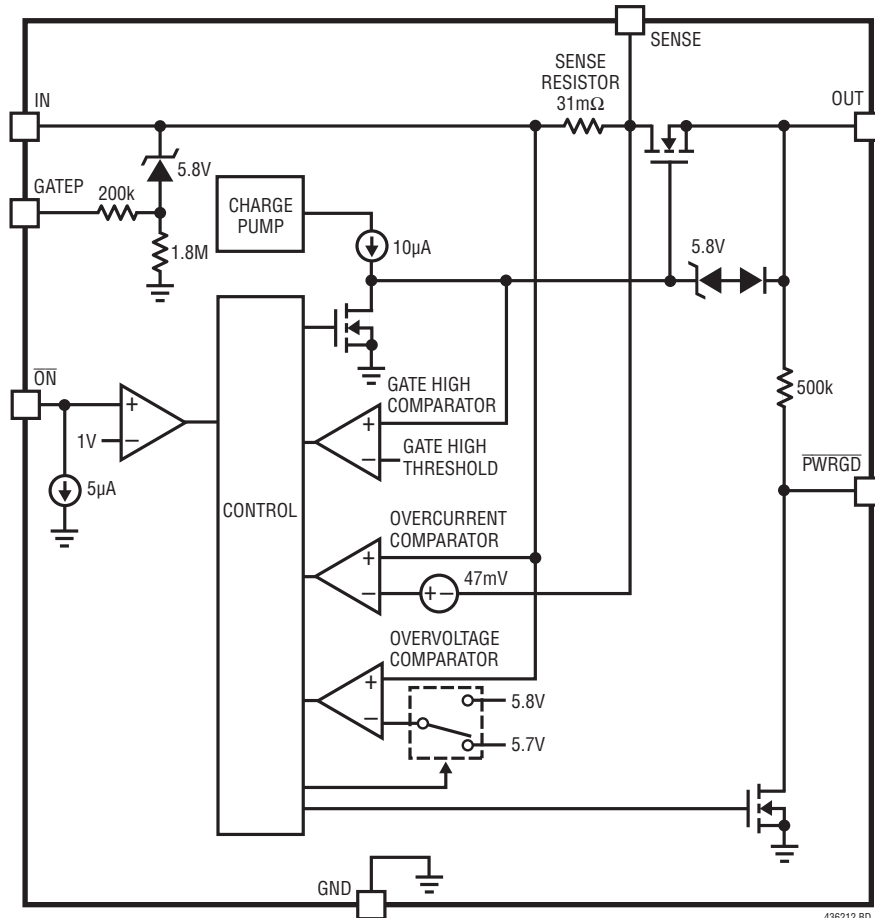 SENSE
SENSE
RESISTOR
31mΩ
IN
OUT
5.8V
GATEP
200k
CHARGE
PUMP
10µA
1.8M
5.8V
ON
+
1V
–
5µA
GATE HIGH
COMPARATOR
+
–
GATE HIGH
THRESHOLD
500k
PWRGD
CONTROL
OVERCURRENT
COMPARATOR
+
–
47mV
+ –
OVERVOLTAGE
COMPARATOR
+
–
5.8V
5.7V
GND
436212 BD